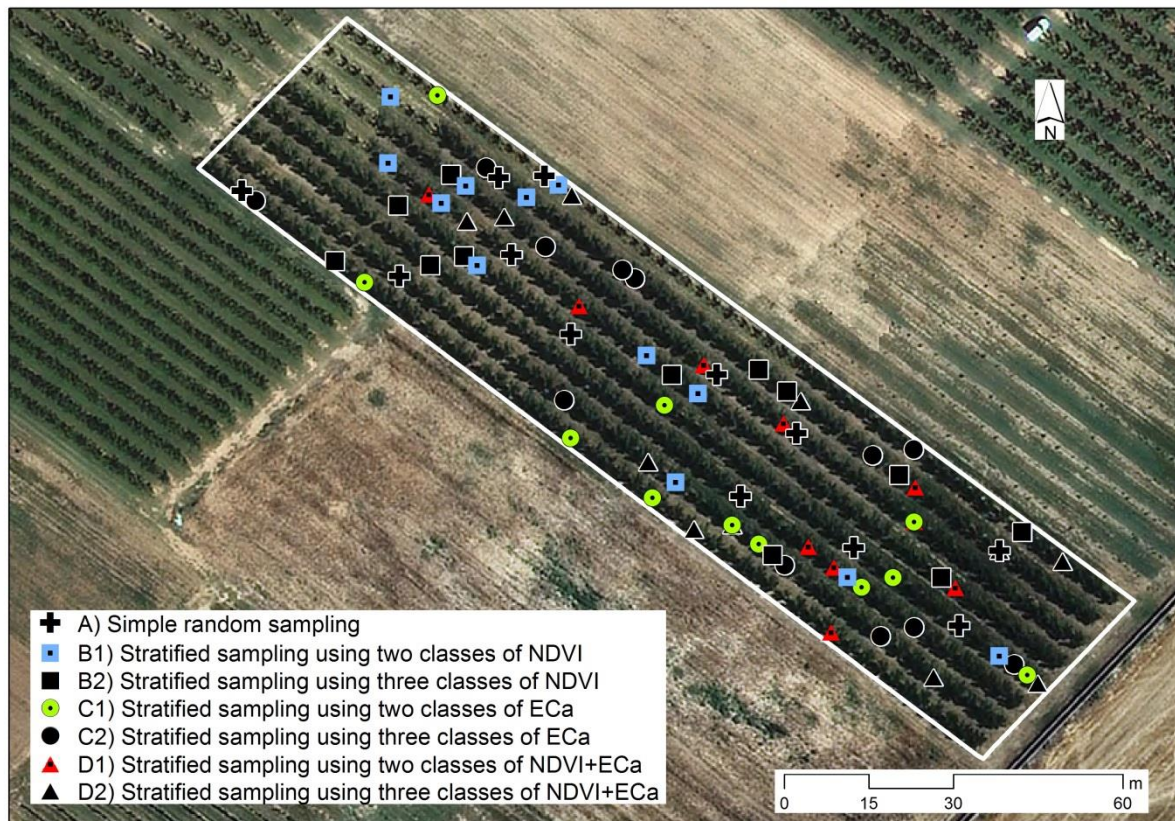 N
A) Simple random sampling
B1) Stratified sampling using two classes of NDVI
B2) Stratified sampling using three classes of NDVI
C1) Stratified sampling using two classes of ECa
C2) Stratified sampling using three classes of ECa
D1) Stratified sampling using two classes of NDVI+ECa
D2) Stratified sampling using three classes of NDVI+ECa
m
0 15 30 60